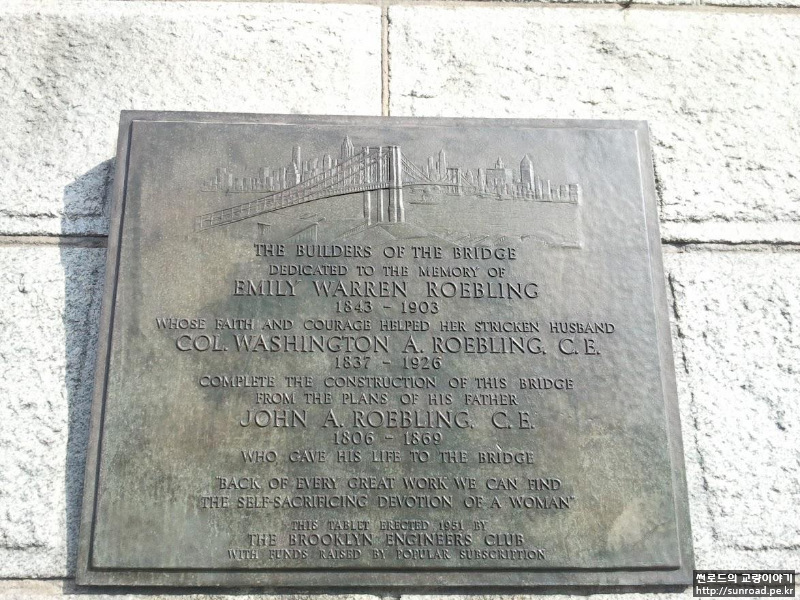 THE BUILDERS OF THE BRIDGE
DEDICATED TO THE MEMORY OF
EMILY WARREN ROEBLING
1843 - 1903
WHOSE FAITH AND COURAGE HELPED HER STRICKEN HUSBAND
COL. WASHINGTON A. ROEBLING, C. E.
1837 - 1926
COMPLETE THE CONSTRUCTION OF THIS BRIDGE
FROM THE PLANS OF HIS FATHER
JOHN A. ROEBLING, C. E.
1806 - 1869
WHO GAVE HIS LIFE TO THE BRIDGE
"BACK OF EVERY GREAT WORK WE CAN FIND
THE SELF-SACRIFICING DEVOTION OF A WOMAN"
THIS TABLET ERECTED 1951 BY
THE BROOKLYN ENGINEERS CLUB
WITH FUNDS RAISED BY POPULAR SUBSCRIPTION
썬로드의 교량이야기
http://sunroad.pe.kr